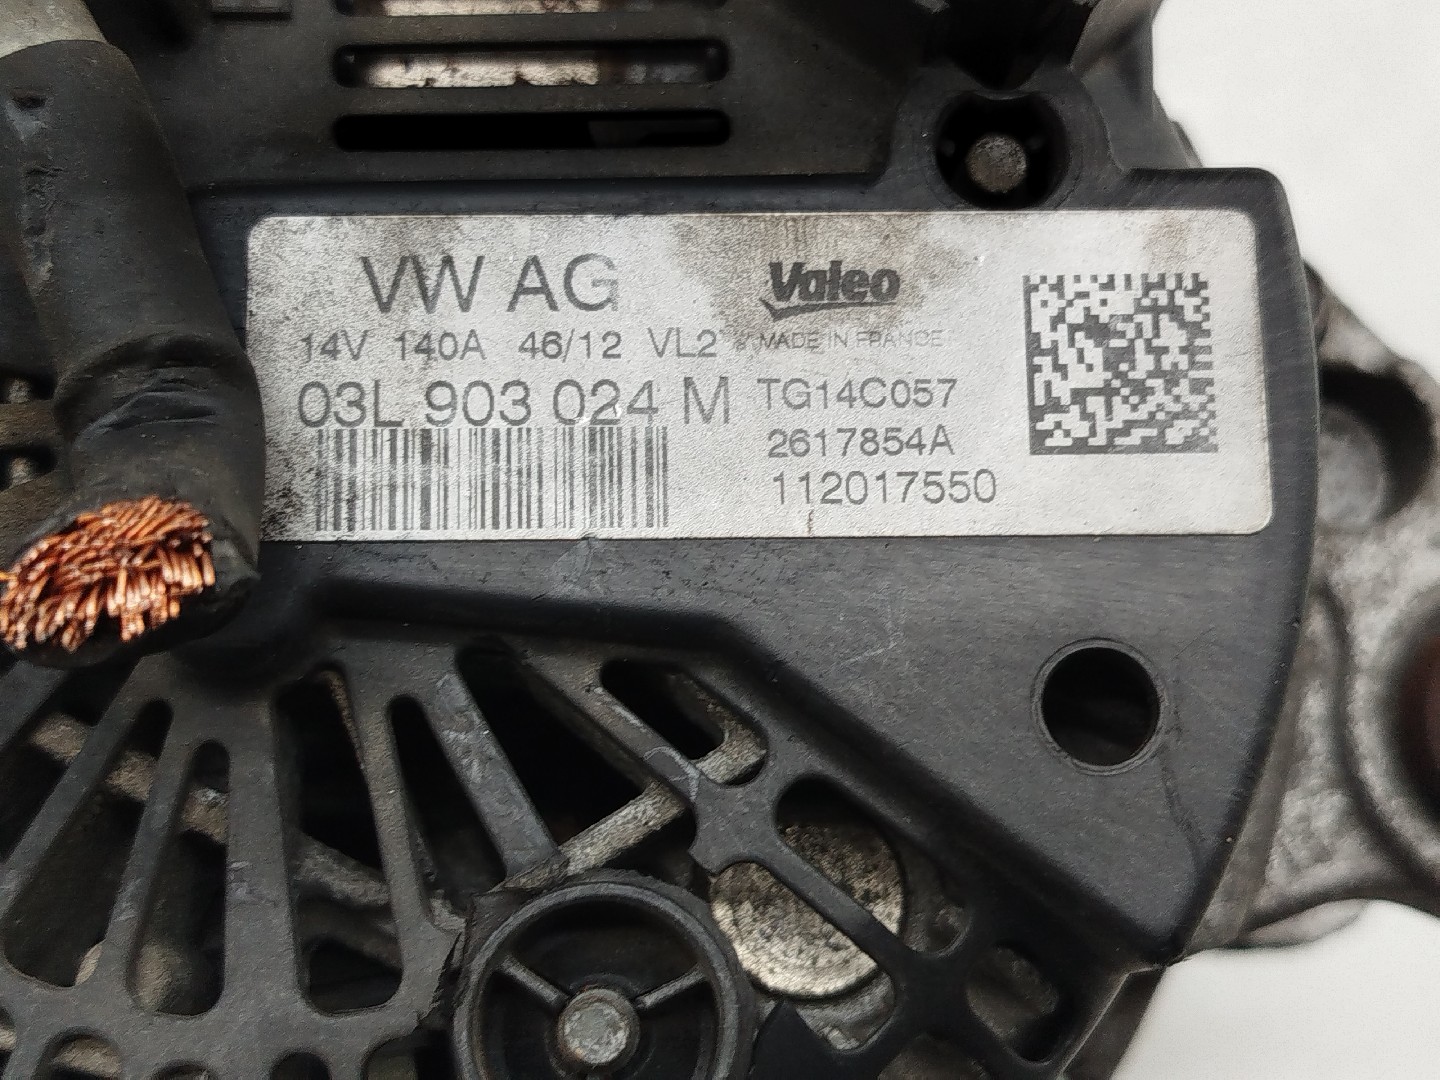 VW AG
14V 140A 46/12 VL2
03L 903 024 M
Valeo
MADE IN FRANCE
TG14C057
2617854A
112017550